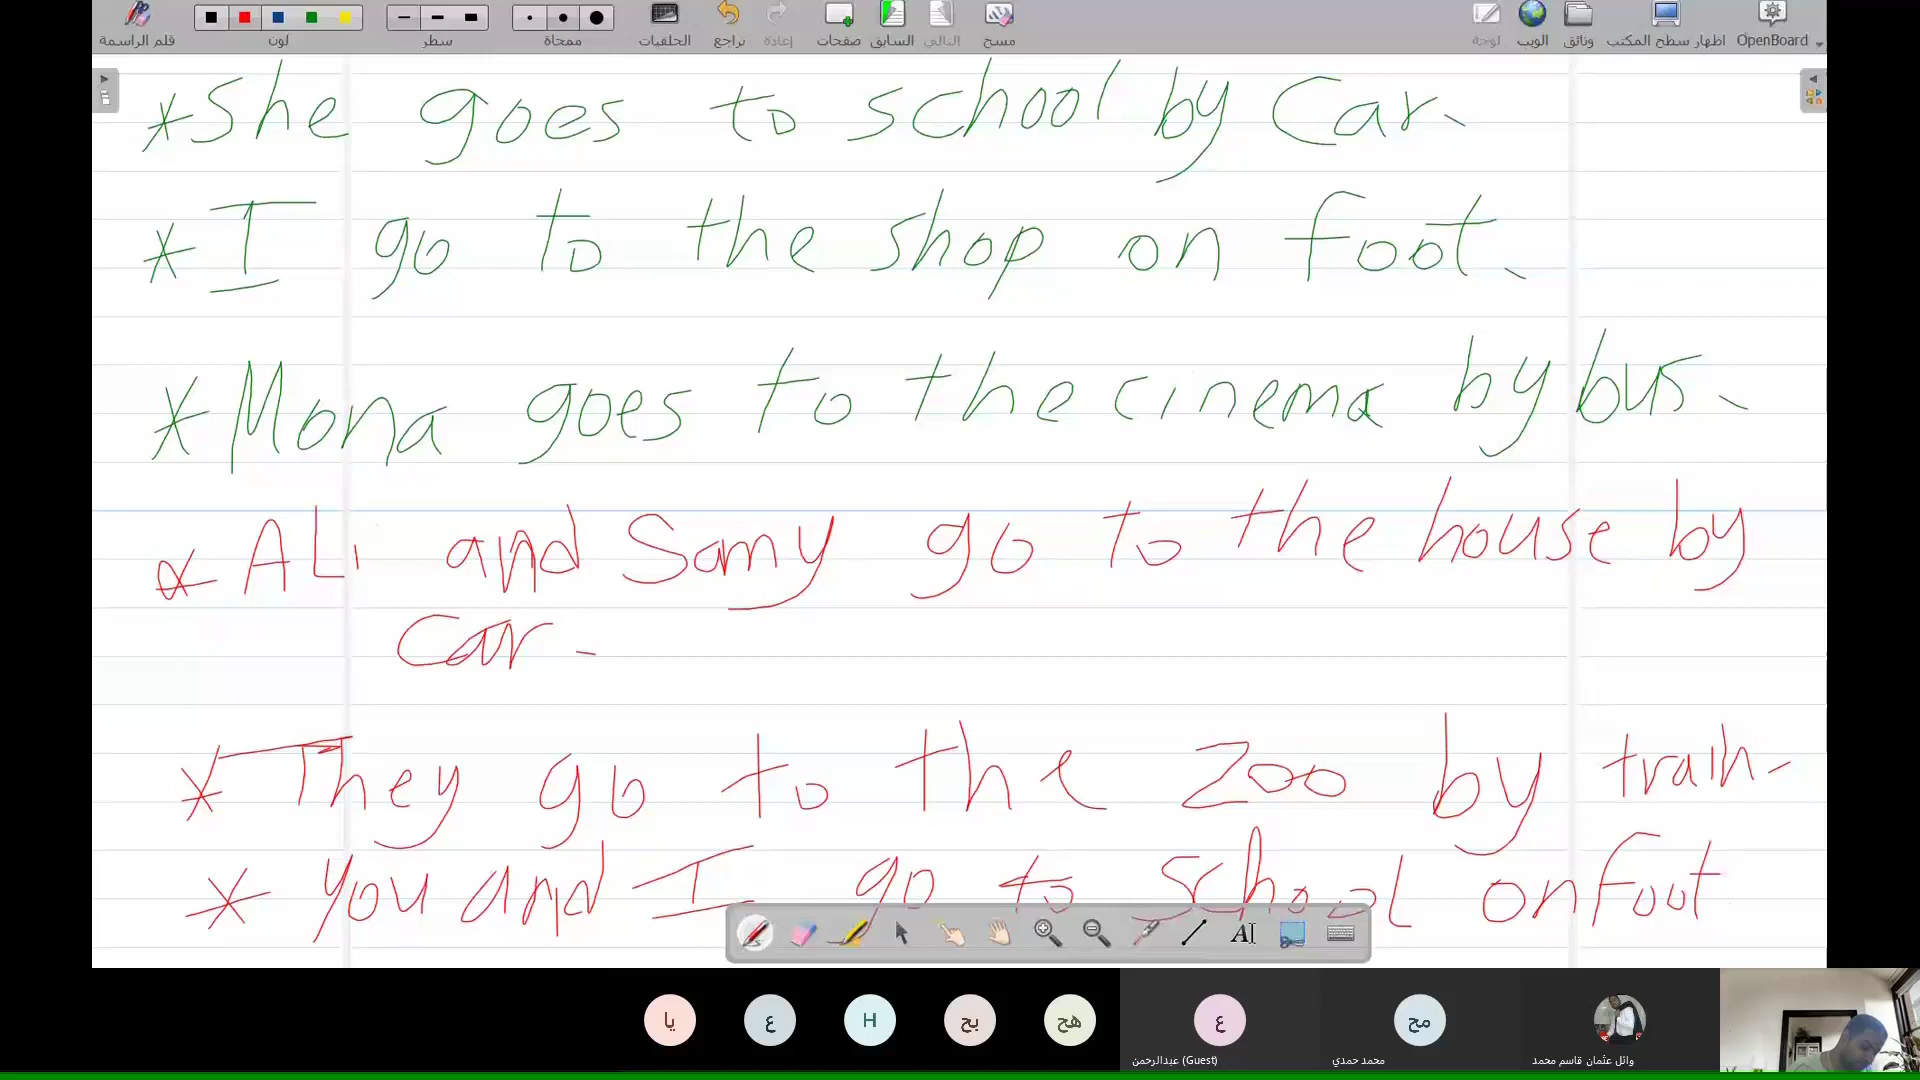 قلم الراسمة لون سطر ممحاة الخلفيات تراجع إعادة صفحات السابق التالي مسح لوحة الويب وثائق اظهار سطح المكتب OpenBoard
*She goes to school by Car.
*I go to the shop on foot.
*Mona goes to the cinema by bus.
*ALi and Samy go to the house by
Car.
*They go to the Zoo by train.
*You and I go to school on foot
يا ع H بح هح ع مح
عبدالرحمن (Guest) محمد حمدي وائل عثمان قاسم محمد